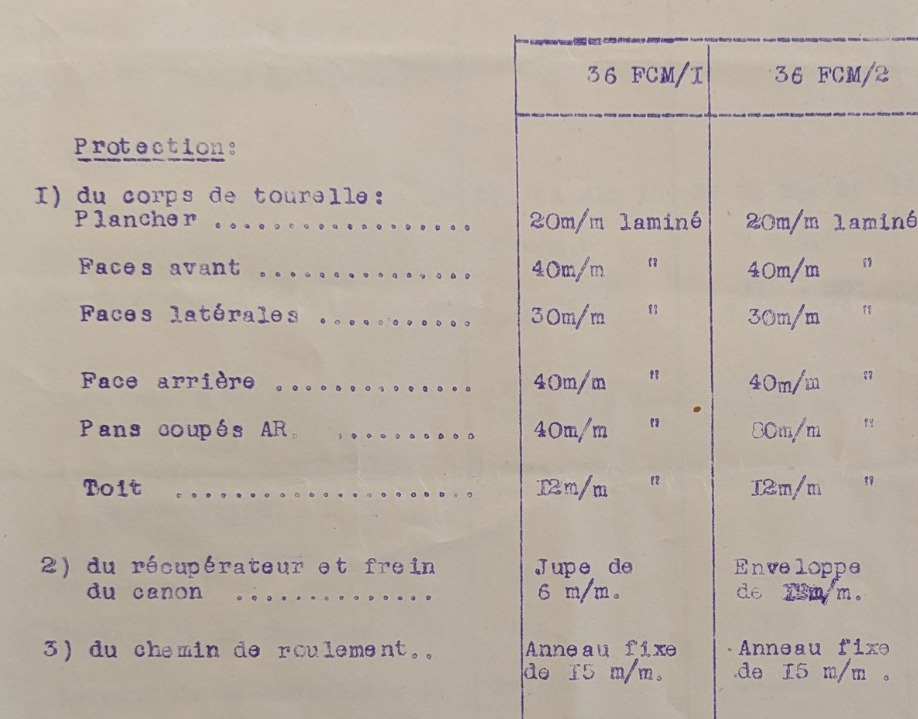 36 FCM/I 36 FCM/2
Protection:
I) du corps de tourelle:
Plancher .................. 20m/m laminé 20m/m laminé
Faces avant ............... 40m/m " 40m/m "
Faces latérales ........... 30m/m " 30m/m "
Face arrière .............. 40m/m " 40m/m "
Pans coupés AR. .......... 40m/m " m/m "
Toit ..................... I2m/m " I2m/m "
2) du récupérateur et frein Jupe de Enveloppe
du canon .............. 6 m/m. de m/m.
3) du chemin de roulement.. Anneau fixe Anneau fixe
de I5 m/m. de I5 m/m .